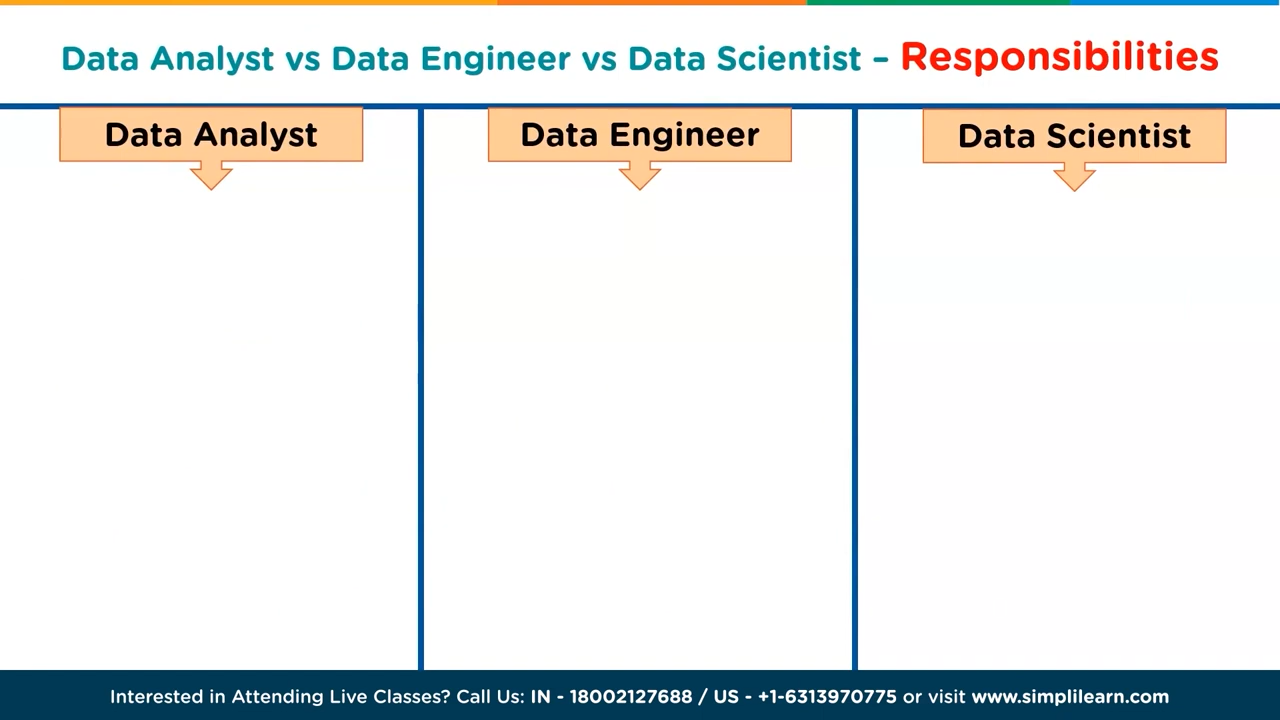 Data Analyst vs Data Engineer vs Data Scientist – Responsibilities
Data Analyst
Data Engineer
Data Scientist
Interested in Attending Live Classes? Call Us: IN - 18002127688 / US - +1-6313970775 or visit www.simplilearn.com